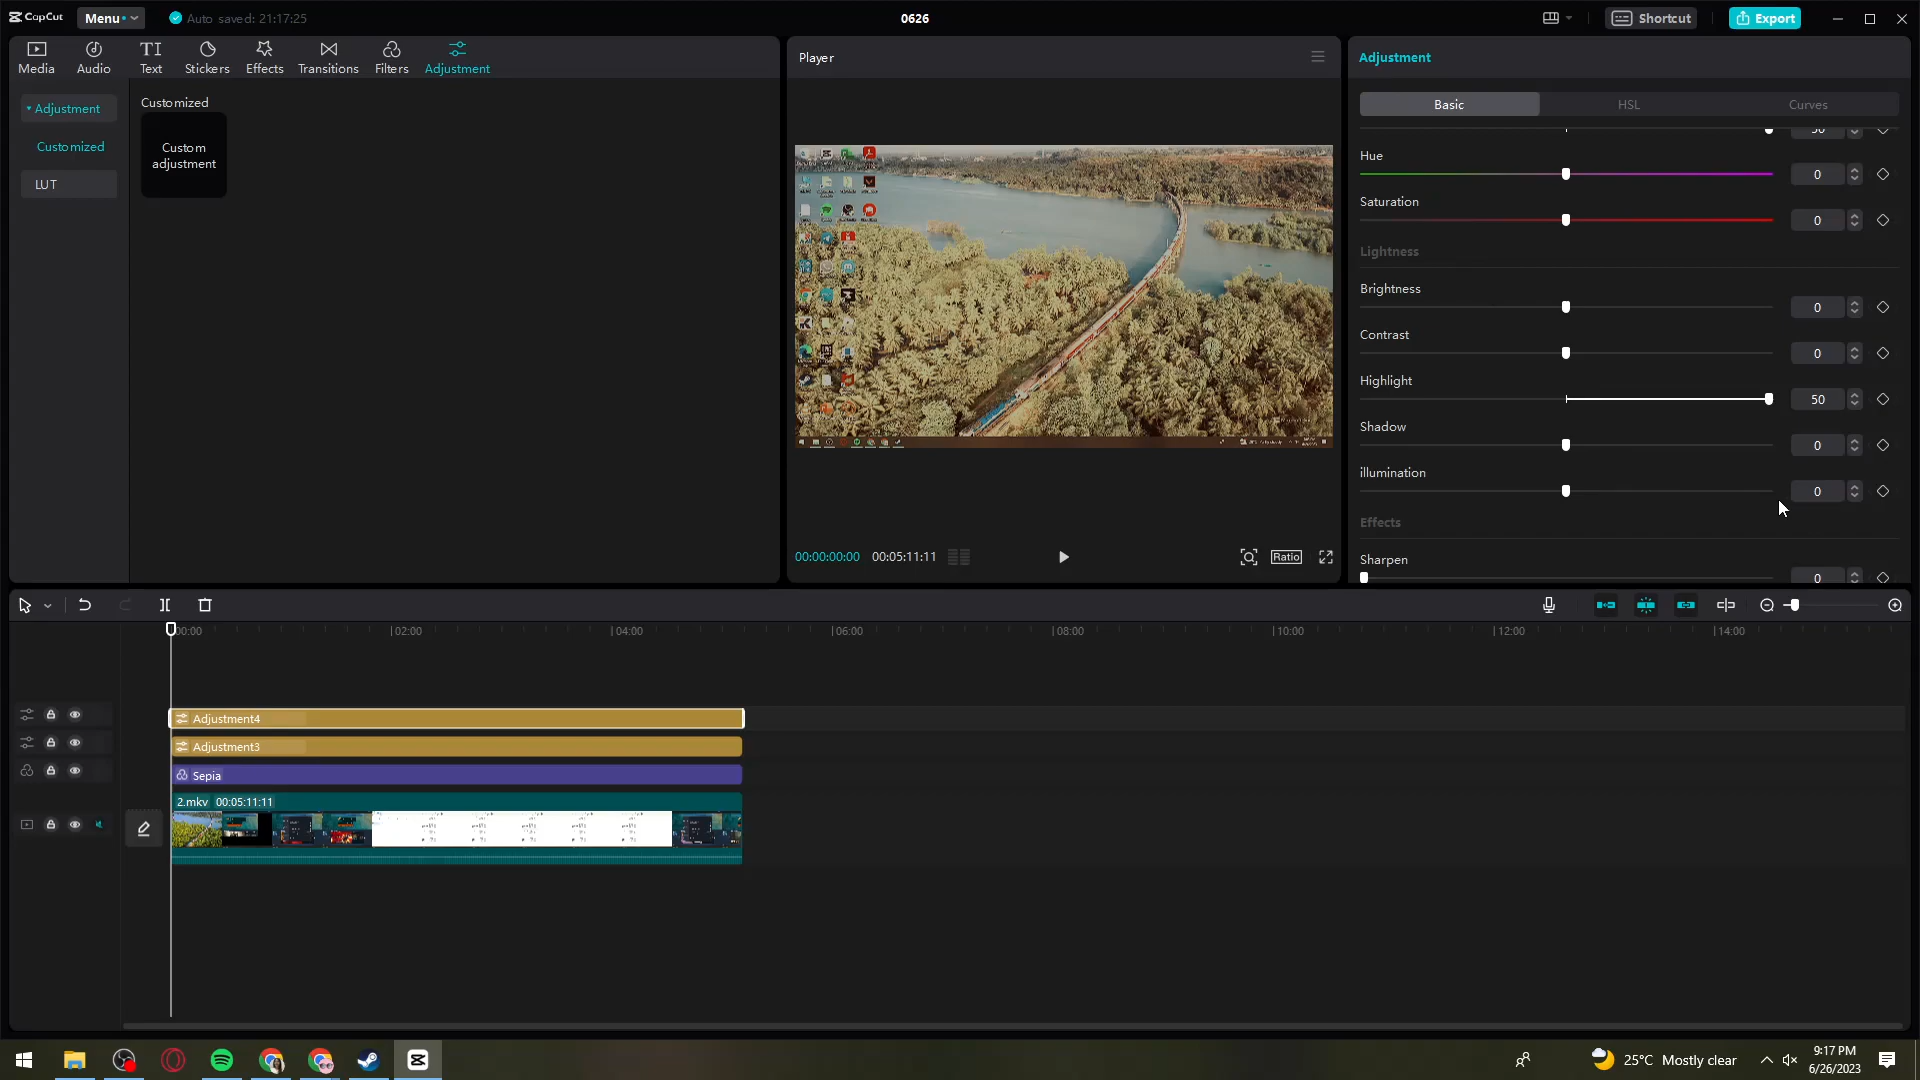 CapCut
Menu
Auto saved: 21:17:25
0626
Shortcut
Export
Media
Audio
TI
Text
Stickers
Effects
Transitions
Filters
Adjustment
Player
Adjustment
Adjustment
Customized
LUT
Customized
Custom
adjustment
Basic
HSL
Curves
50
Hue
0
Saturation
0
Lightness
Brightness
0
Contrast
0
Highlight
50
Shadow
0
illumination
0
Effects
Sharpen
0
00:00:00:00
00:05:11:11
Ratio
00:00
02:00
04:00
06:00
08:00
10:00
12:00
14:00
Adjustment4
Adjustment3
Sepia
2.mkv 00:05:11:11
25°C Mostly clear
9:17 PM
6/26/2023